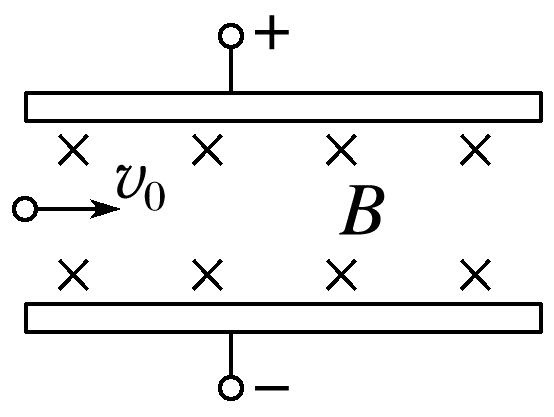 +
× × × ×
v₀
B
× × × ×
−